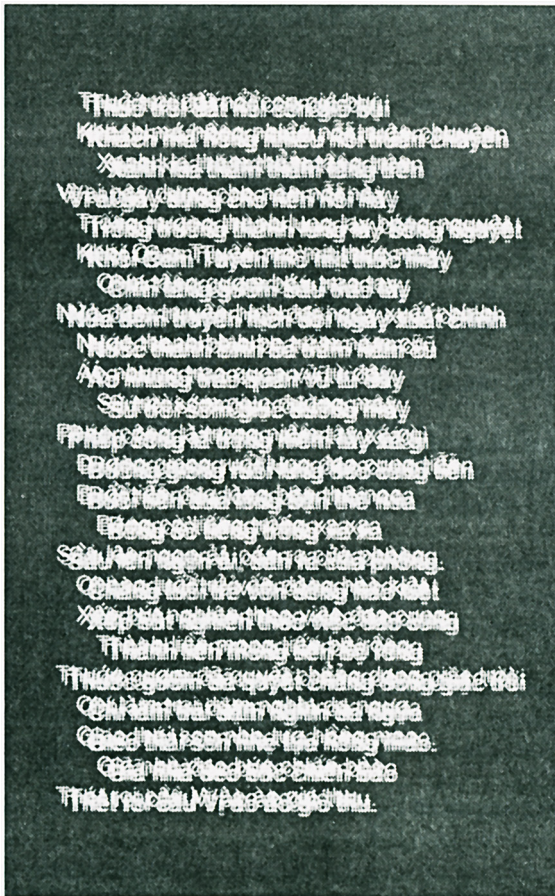 Thuở trời đất nổi cơn gió bụi
Khách má hồng nhiều nỗi truân chuyên
Xanh kia thăm thẳm tầng trên
Vì ai gây dựng cho nên nỗi này
Trống trường thành lung lay bóng nguyệt
Khói Cam Tuyền mờ mịt thức mây
Chín tầng gươm báu trao tay
Nửa đêm truyền hịch đợi ngày xuất chinh
Nước thanh bình ba trăm năm cũ
Áo nhung trao quan vũ từ đây
Sứ trời sớm giục đường mây
Phép công là trọng niềm tây sá gì
Đường giong ruổi lưng đeo cung tiễn
Buổi tiễn đưa lòng bận thê noa
Bóng cờ tiếng trống xa xa
Sầu lên ngọn ải, oán ra cửa phòng.
Chàng tuổi trẻ vốn dòng hào kiệt
Xếp bút nghiên theo việc đao cung
Thành liền mong tiến bệ rồng
Thước gươm đã quyết chẳng dung giặc trời
Chí làm trai dặm nghìn da ngựa
Gieo thái sơn nhẹ tựa hồng mao.
Giã nhà đeo bức chiến bào
Thét roi cầu Vị, ào ào gió thu.